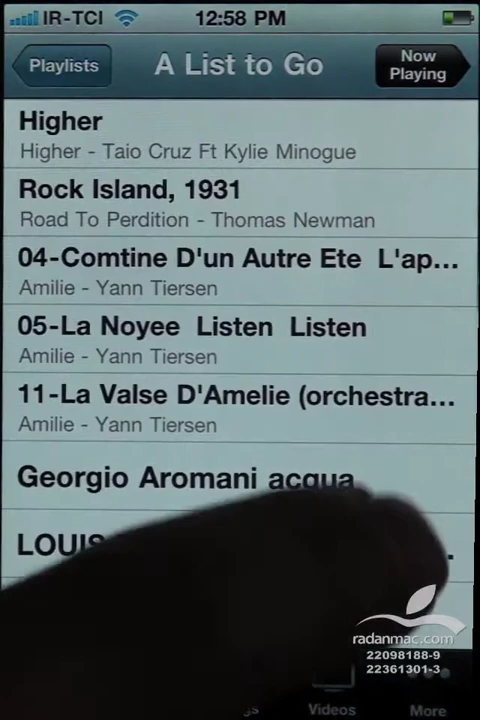 IR-TCI 12:58 PM
Playlists A List to Go Now Playing
Higher
Higher - Taio Cruz Ft Kylie Minogue
Rock Island, 1931
Road To Perdition - Thomas Newman
04-Comtine D'un Autre Ete L'ap...
Amilie - Yann Tiersen
05-La Noyee Listen Listen
Amilie - Yann Tiersen
11-La Valse D'Amelie (orchestra...
Amilie - Yann Tiersen
Georgio Aromani acqua
LOUIS
radanmac.com
22098188-9
22361301-3
Videos More